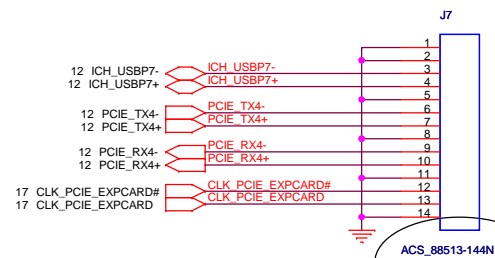 J7
1
2
12 ICH_USBP7- ICH_USBP7- 3
12 ICH_USBP7+ ICH_USBP7+ 4
5
12 PCIE_TX4- PCIE_TX4- 6
12 PCIE_TX4+ PCIE_TX4+ 7
8
12 PCIE_RX4- PCIE_RX4- 9
12 PCIE_RX4+ PCIE_RX4+ 10
11
17 CLK_PCIE_EXPCARD# CLK_PCIE_EXPCARD# 12
17 CLK_PCIE_EXPCARD CLK_PCIE_EXPCARD 13
14
ACS_88513-144N